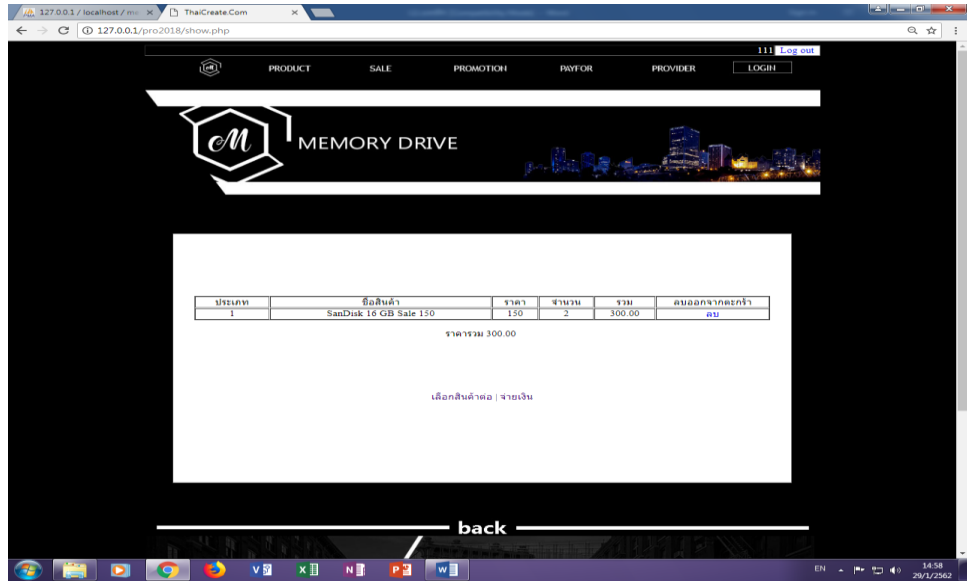 127.0.0.1 / localhost / m
ThaiCreate.Com
127.0.0.1/pro2018/show.php
111 Log out
PRODUCT SALE PROMOTION PAYFOR PROVIDER LOGIN
M MEMORY DRIVE
ประเภท ชื่อสินค้า ราคา จำนวน รวม ลบออกจากตะกร้า
1 SanDisk 16 GB Sale 150 150 2 300.00 ลบ
ราคารวม 300.00
เลือกสินค้าต่อ | จ่ายเงิน
back
EN 14:58
29/1/2562